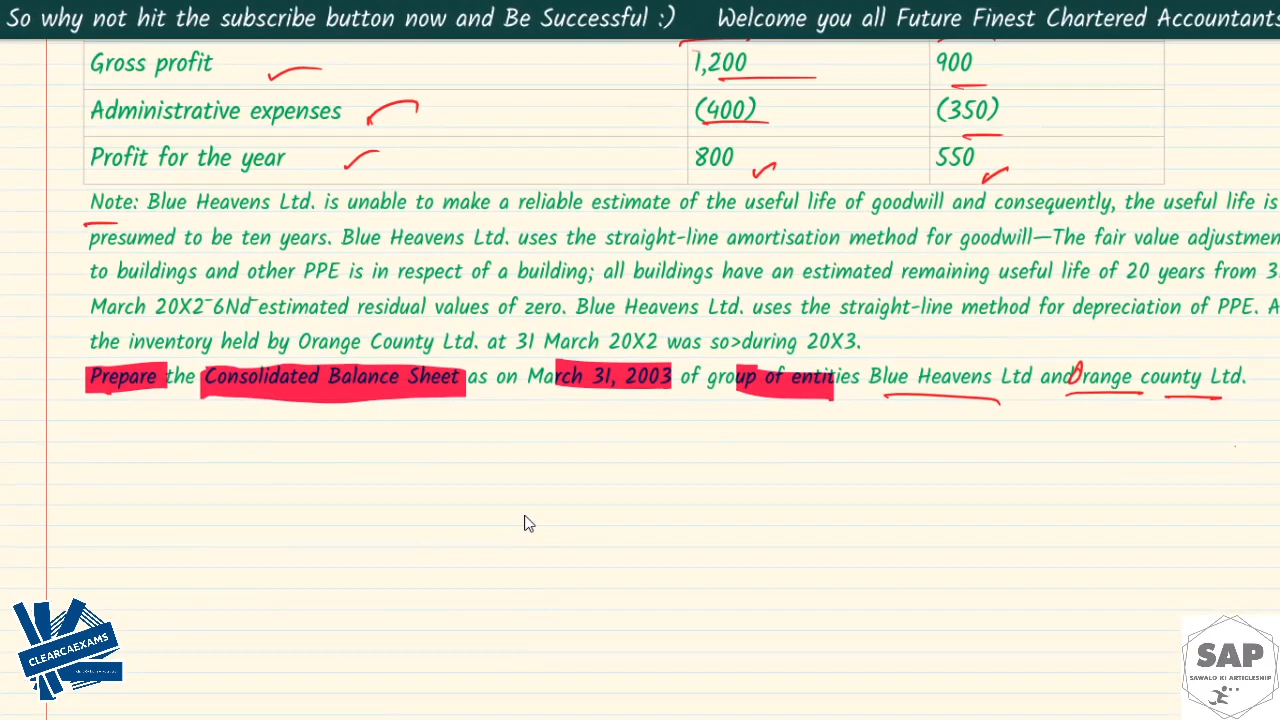 So why not hit the subscribe button now and Be Successful :) Welcome you all Future Finest Chartered Accountants
Gross profit 1,200 900
Administrative expenses (400) (350)
Profit for the year 800 550
Note: Blue Heavens Ltd. is unable to make a reliable estimate of the useful life of goodwill and consequently, the useful life is
presumed to be ten years. Blue Heavens Ltd. uses the straight-line amortisation method for goodwill—The fair value adjustmen
to buildings and other PPE is in respect of a building; all buildings have an estimated remaining useful life of 20 years from 3
March 20X2¯6Nd¯estimated residual values of zero. Blue Heavens Ltd. uses the straight-line method for depreciation of PPE. A
the inventory held by Orange County Ltd. at 31 March 20X2 was so>during 20X3.
Prepare the Consolidated Balance Sheet as on March 31, 2003 of group of entities Blue Heavens Ltd and Orange county Ltd.
CLEARCAEXAMS
SAP
SAWALO KI ARTICLESHIP